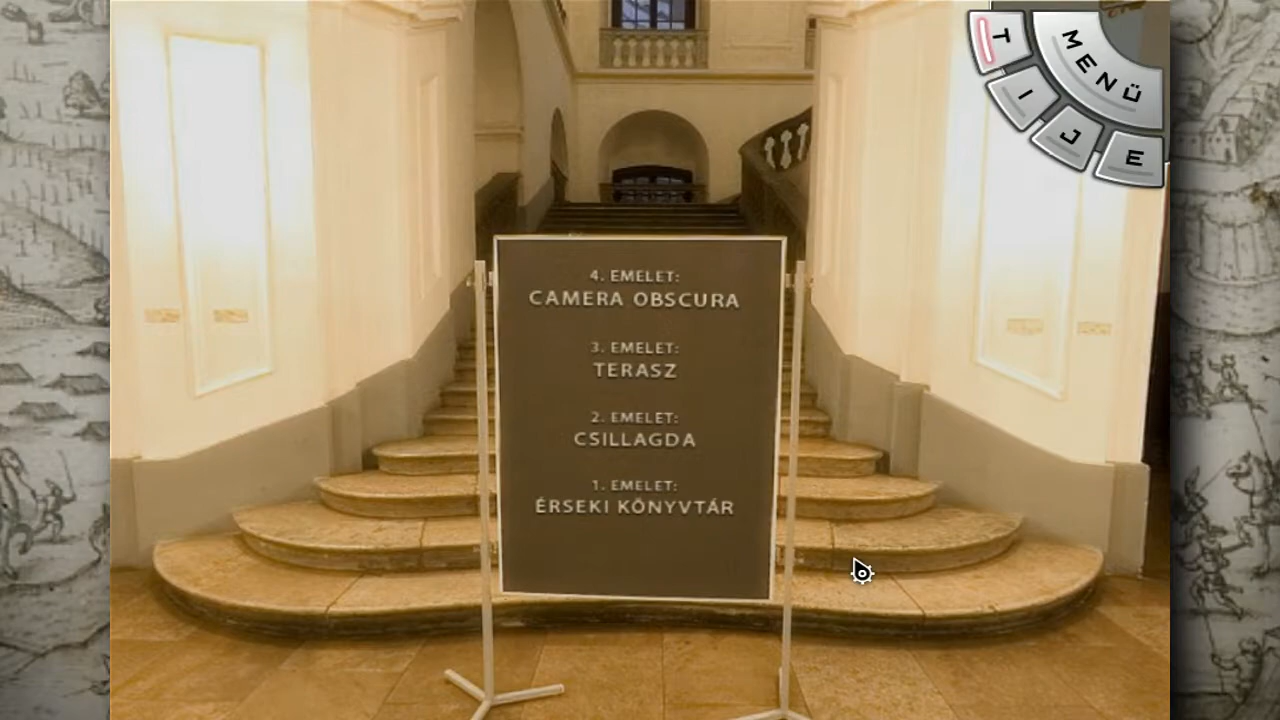 MENÜ
T
I
J
E
4. EMELET:
CAMERA OBSCURA
3. EMELET:
TERASZ
2. EMELET:
CSILLAGDA
1. EMELET:
ÉRSEKI KÖNYVTÁR